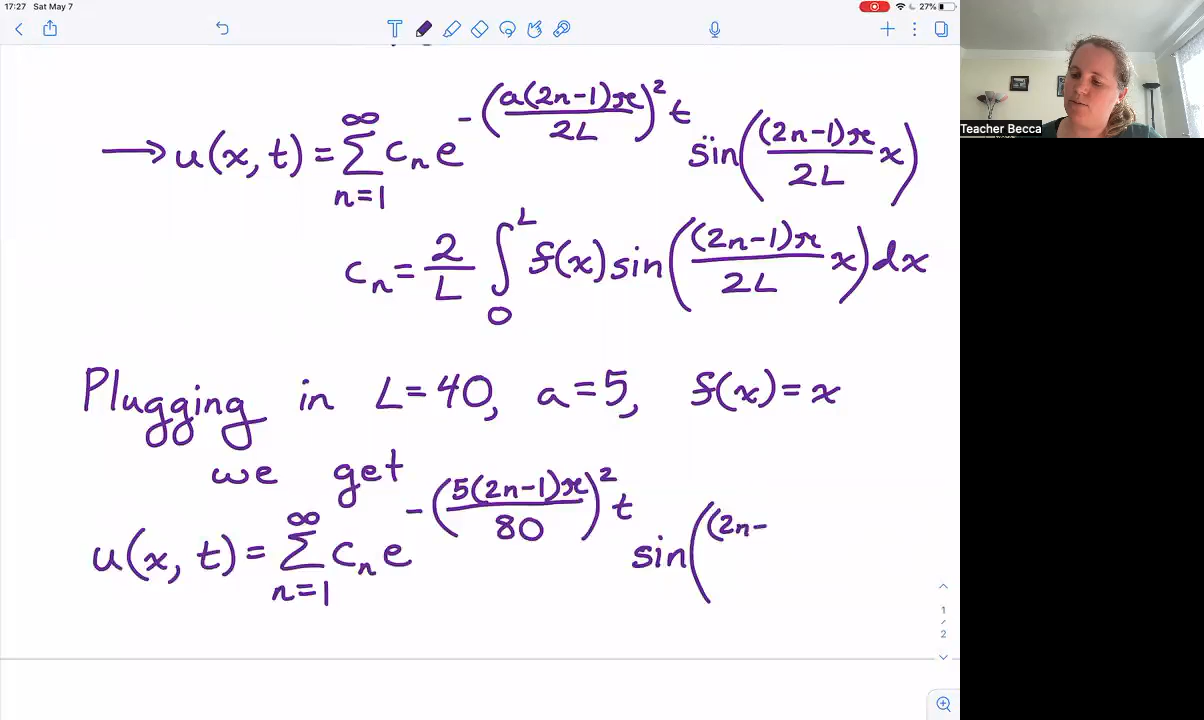 17:27 Sat May 7
27%
→ u(x, t) = ∑_{n=1}^{∞} c_n e^{-(a(2n-1)π/2L)^2 t} sin((2n-1)π/2L x)
c_n = 2/L ∫_0^L f(x) sin((2n-1)π/2L x) dx
Plugging in L=40, a=5, f(x)=x
we get
u(x, t) = ∑_{n=1}^{∞} c_n e^{-(5(2n-1)π/80)^2 t} sin((2n-
1
/
2
Teacher Becca